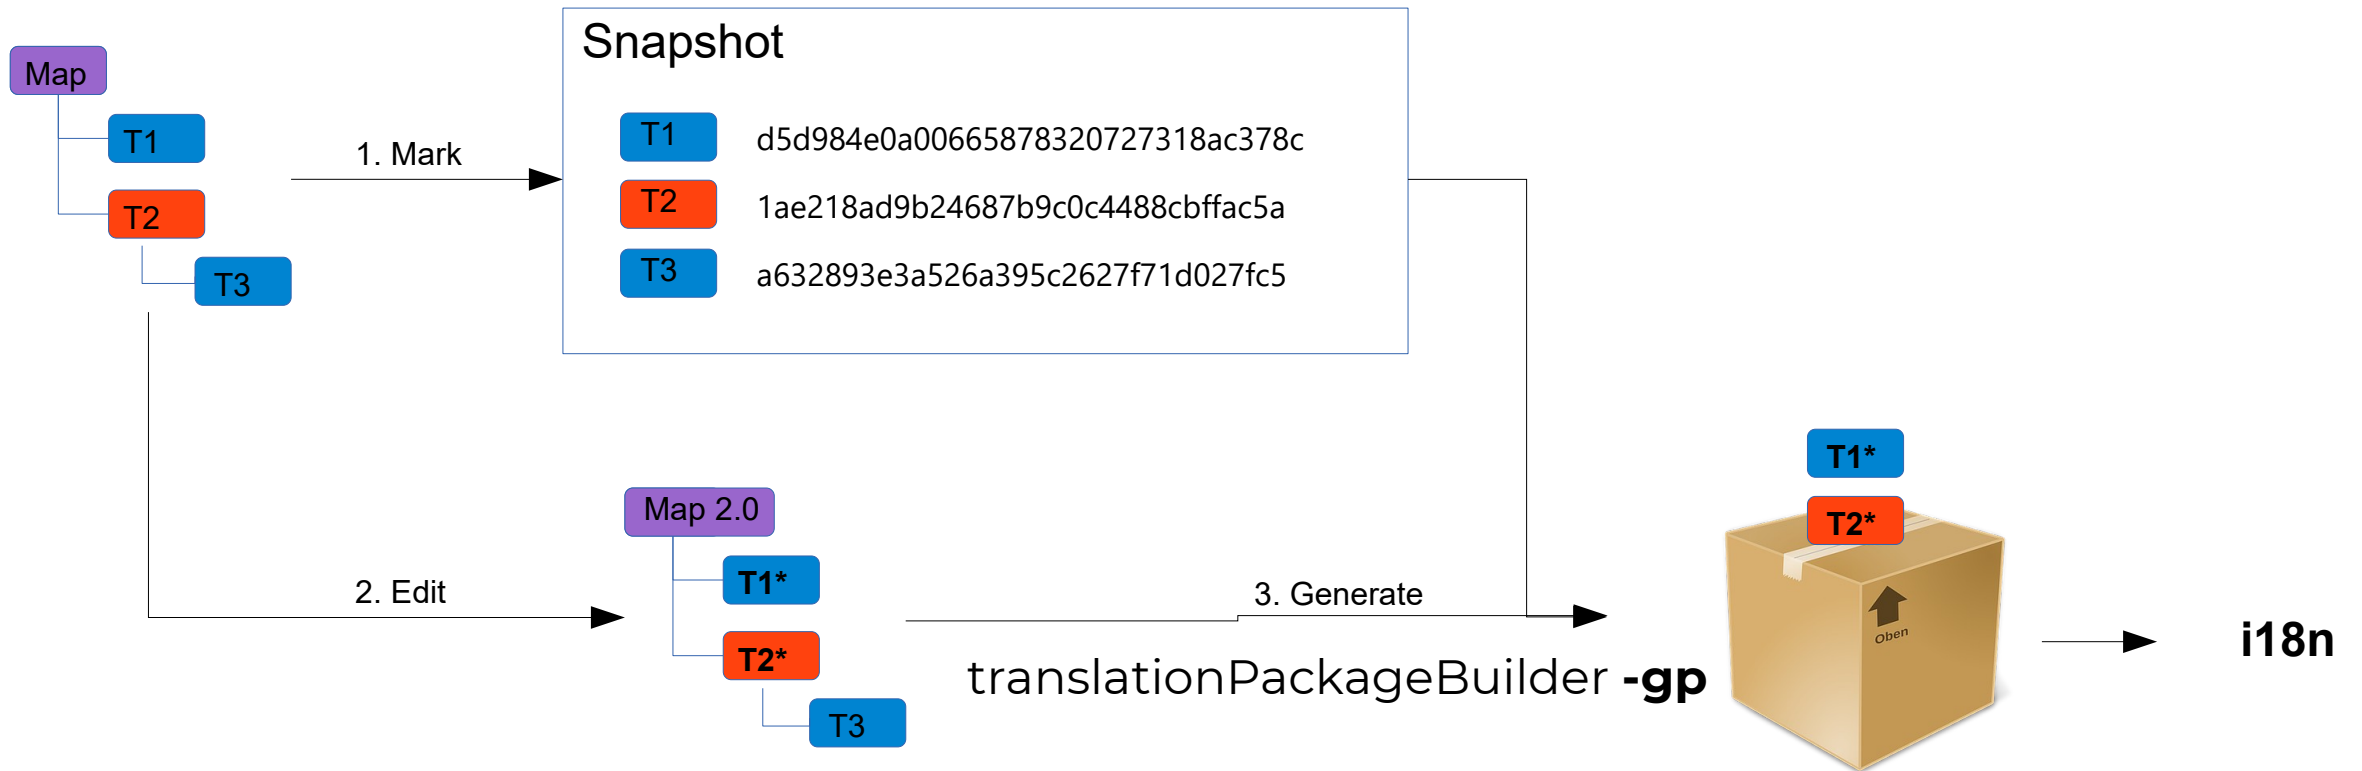 Snapshot
Map
T1
T2
T3
1. Mark
T1 d5d984e0a00665878320727318ac378c
T2 1ae218ad9b24687b9c0c4488cbffac5a
T3 a632893e3a526a395c2627f71d027fc5
2. Edit
Map 2.0
T1*
T2*
T3
3. Generate
translationPackageBuilder -gp
T1*
T2*
Oben
i18n